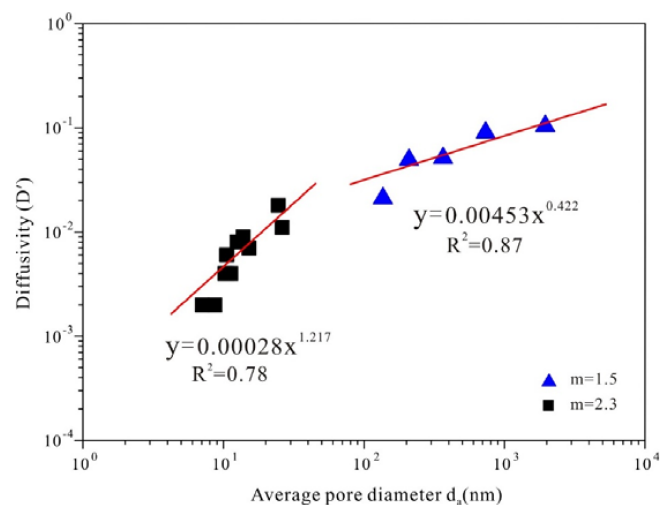 Diffusivity (D′)
10⁰
10⁻¹
10⁻²
10⁻³
10⁻⁴
y=0.00453x^0.422
R²=0.87
y=0.00028x^1.217
R²=0.78
m=1.5
m=2.3
10⁰ 10¹ 10² 10³ 10⁴
Average pore diameter dₐ(nm)